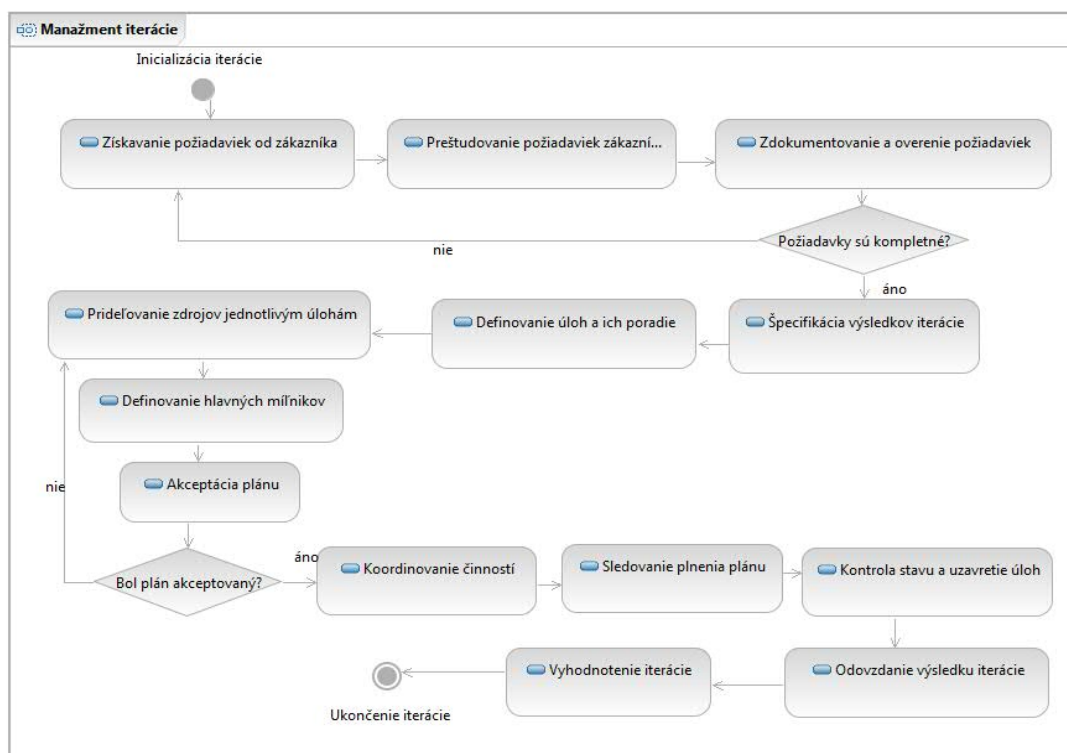 Manažment iterácie
Inicializácia iterácie
Získavanie požiadaviek od zákazníka
Preštudovanie požiadaviek zákazní...
Zdokumentovanie a overenie požiadaviek
Požiadavky sú kompletné?
nie
áno
Špecifikácia výsledkov iterácie
Definovanie úloh a ich poradie
Prideľovanie zdrojov jednotlivým úlohám
Definovanie hlavných míľnikov
Akceptácia plánu
nie
Bol plán akceptovaný?
áno
Koordinovanie činností
Sledovanie plnenia plánu
Kontrola stavu a uzavretie úloh
Odovzdanie výsledku iterácie
Vyhodnotenie iterácie
Ukončenie iterácie